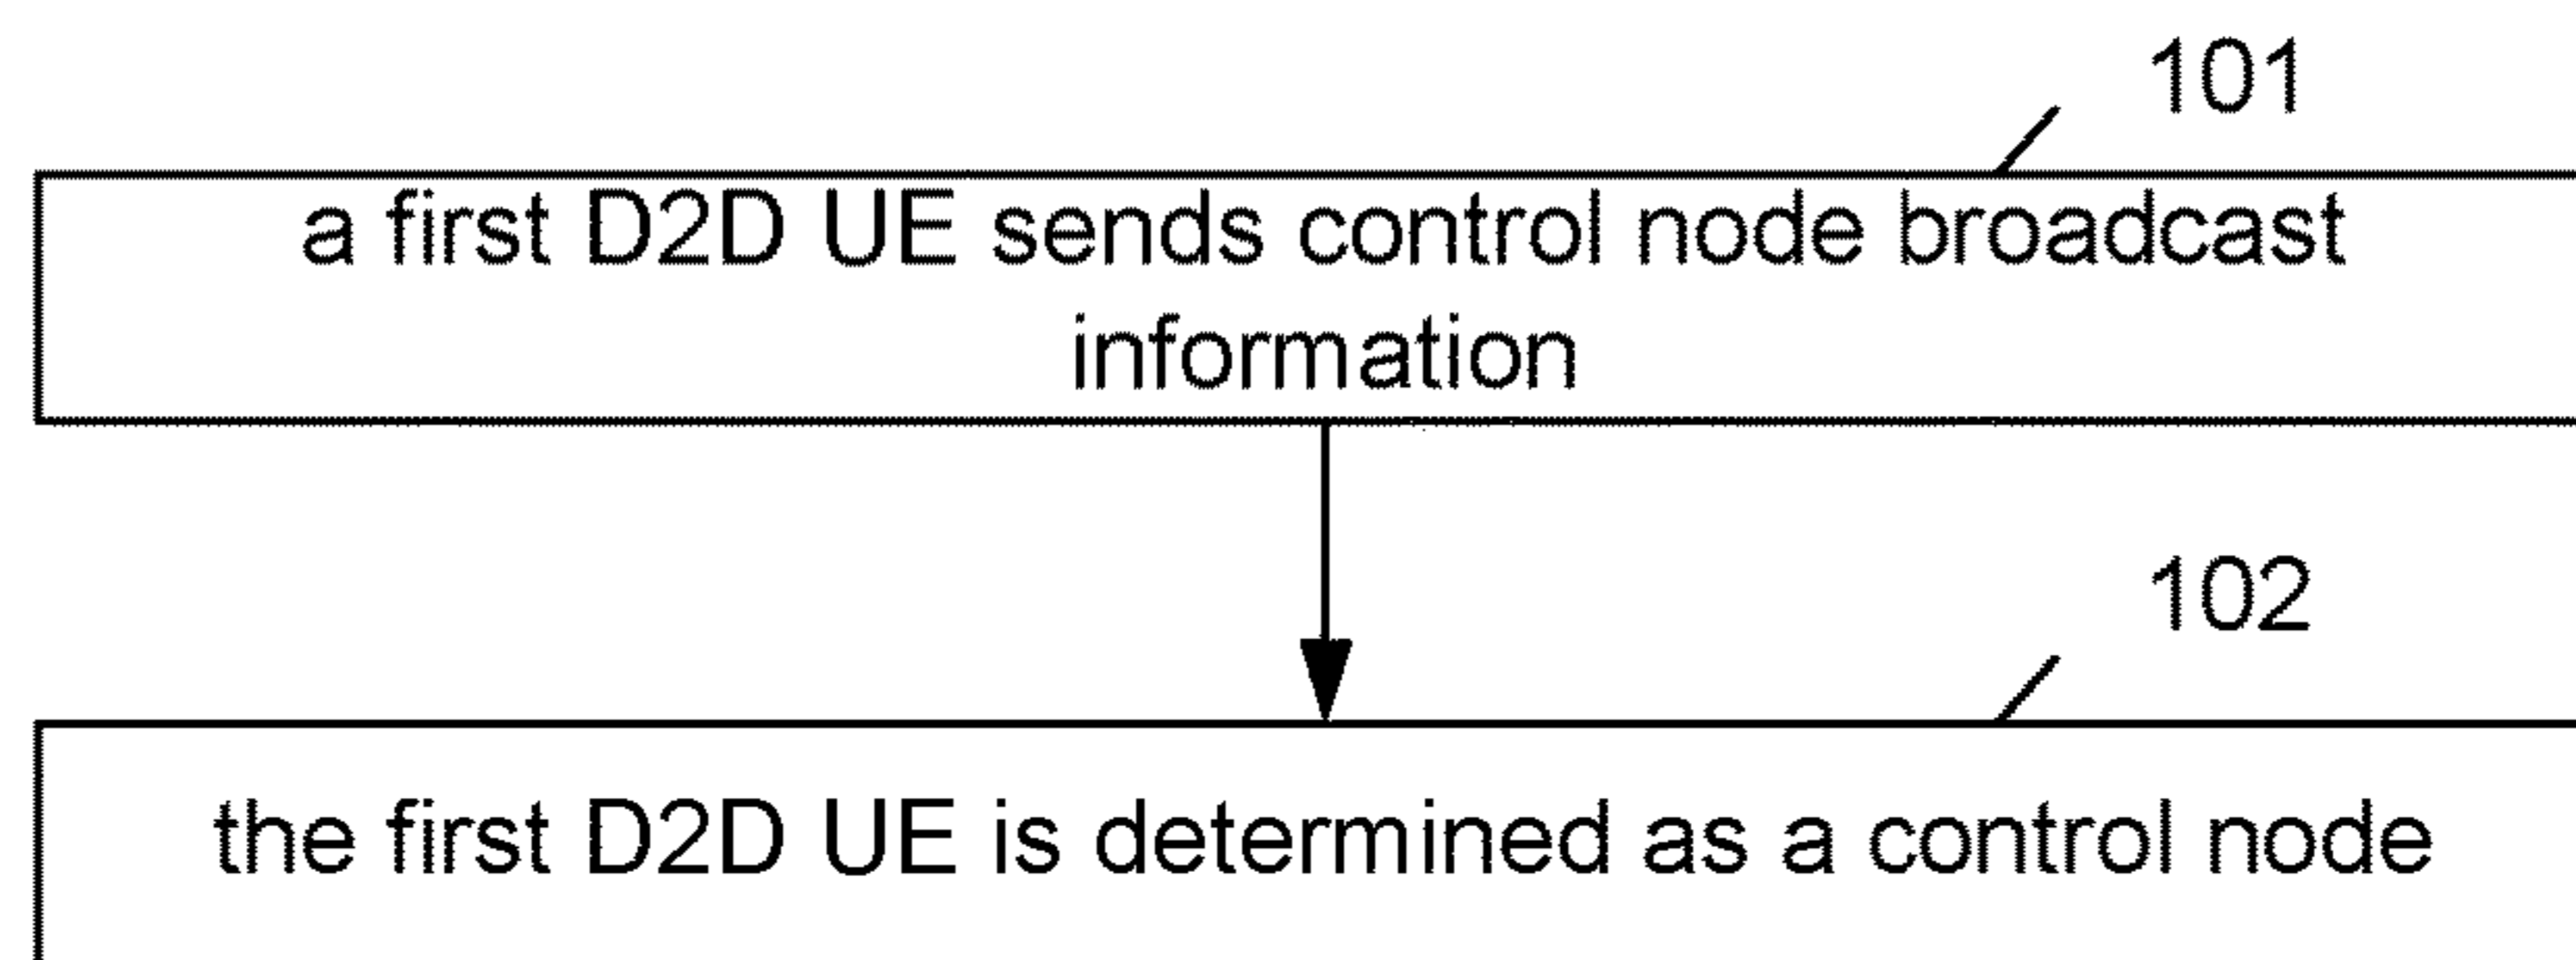 101
a first D2D UE sends control node broadcast
information
102
the first D2D UE is determined as a control node